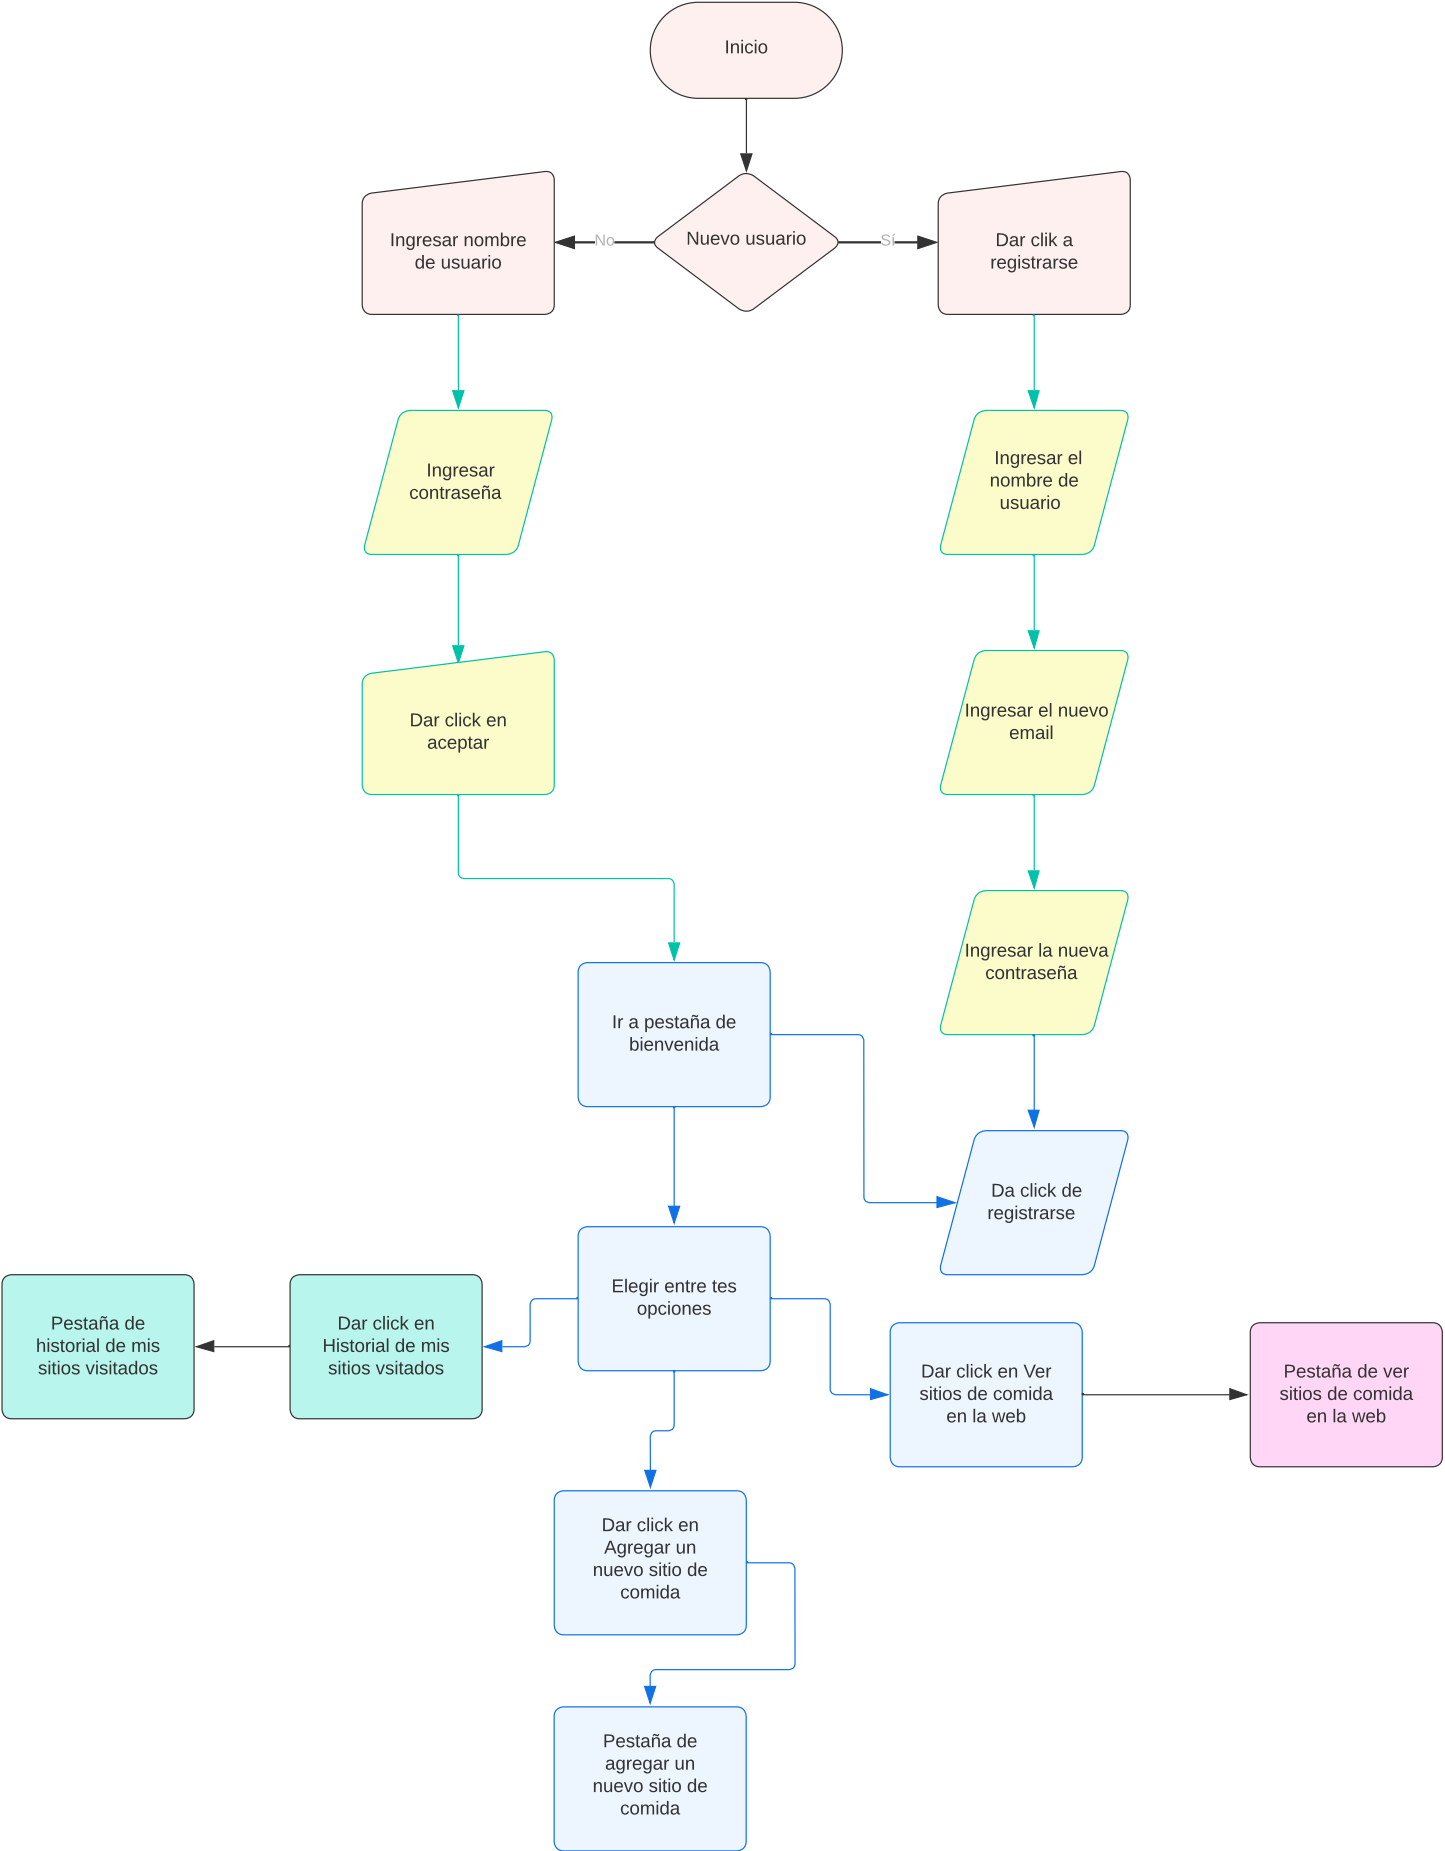 Inicio
Ingresar nombre
de usuario
No
Nuevo usuario
Sí
Dar clik a
registrarse
Ingresar
contraseña
Ingresar el
nombre de
usuario
Dar click en
aceptar
Ingresar el nuevo
email
Ingresar la nueva
contraseña
Ir a pestaña de
bienvenida
Da click de
registrarse
Elegir entre tes
opciones
Pestaña de
historial de mis
sitios visitados
Dar click en
Historial de mis
sitios vsitados
Dar click en Ver
sitios de comida
en la web
Pestaña de ver
sitios de comida
en la web
Dar click en
Agregar un
nuevo sitio de
comida
Pestaña de
agregar un
nuevo sitio de
comida